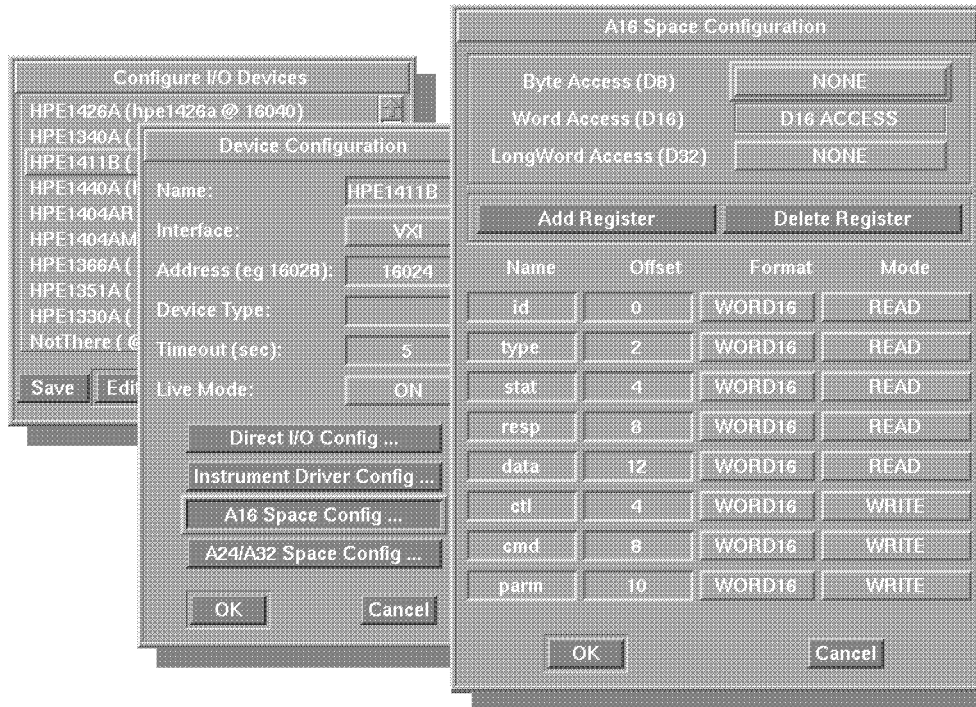 Configure I/O Devices
HPE1426A (hpe1426a @ 16040)
HPE1340A (
HPE1411B (
HPE1440A (
HPE1404AR
HPE1404AM
HPE1366A (
HPE1351A (
HPE1330A (
NotThere ( @
Save Edit
Device Configuration
Name: HPE1411B
Interface: VXI
Address (eg 16028): 16024
Device Type:
Timeout (sec): 5
Live Mode: ON
Direct I/O Config ...
Instrument Driver Config ...
A16 Space Config ...
A24/A32 Space Config ...
OK Cancel
A16 Space Configuration
Byte Access (D8) NONE
Word Access (D16) D16 ACCESS
LongWord Access (D32) NONE
Add Register Delete Register
Name Offset Format Mode
id 0 WORD16 READ
type 2 WORD16 READ
stat 4 WORD16 READ
resp 8 WORD16 READ
data 12 WORD16 READ
ctl 4 WORD16 WRITE
cmd 8 WORD16 WRITE
parm 10 WORD16 WRITE
OK Cancel